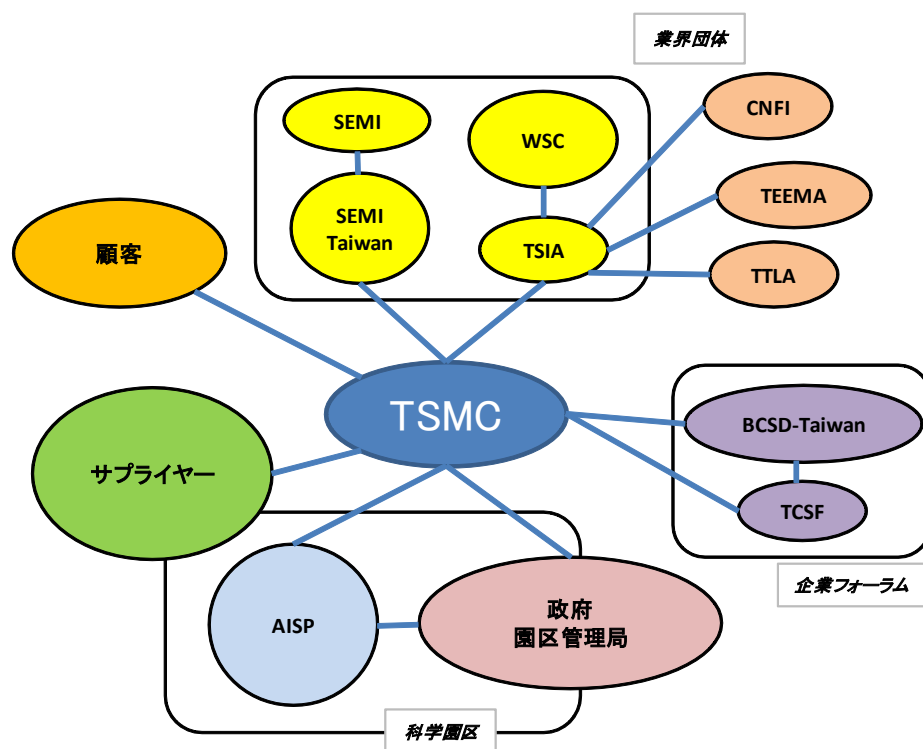 業界団体
SEMI
WSC
CNFI
SEMI
Taiwan
TSIA
TEEMA
TTLA
顧客
TSMC
サプライヤー
BCSD-Taiwan
TCSF
企業フォーラム
AISP
政府
園区管理局
科学園区